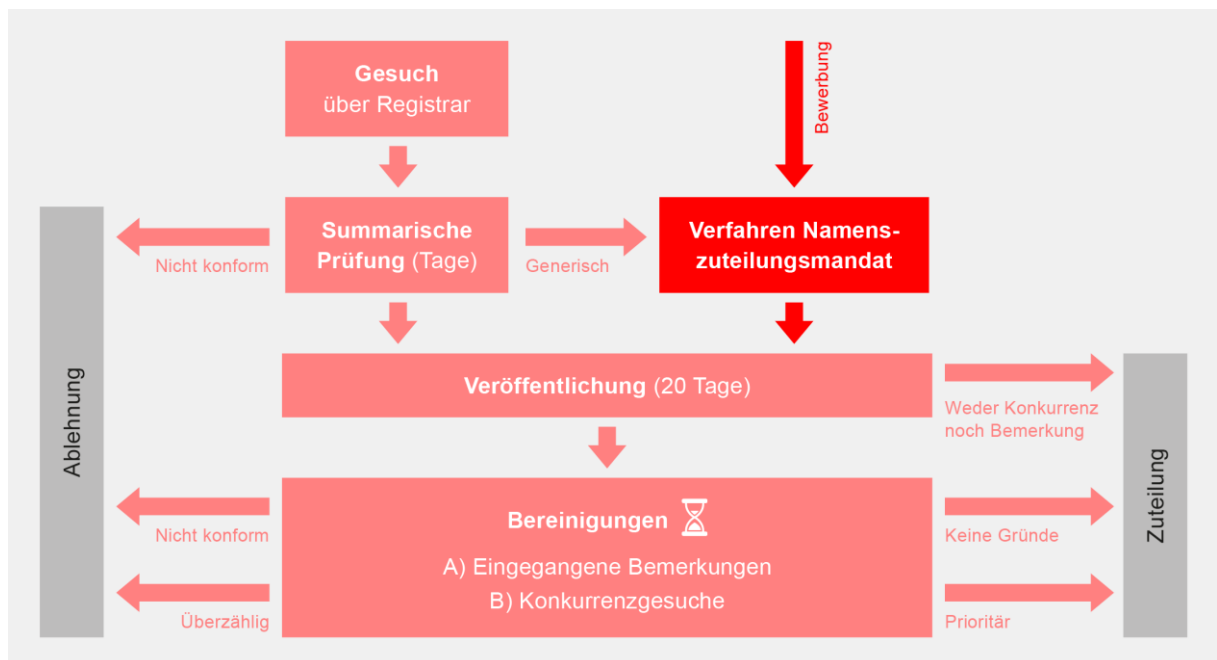 Gesuch
über Registrar
Bewerbung
Summarische
Prüfung (Tage)
Verfahren Namens-
zuteilungsmandat
Nicht konform
Generisch
Veröffentlichung (20 Tage)
Weder Konkurrenz
noch Bemerkung
Ablehnung
Zuteilung
Bereinigungen
A) Eingegangene Bemerkungen
B) Konkurrenzgesuche
Nicht konform
Überzählig
Keine Gründe
Prioritär